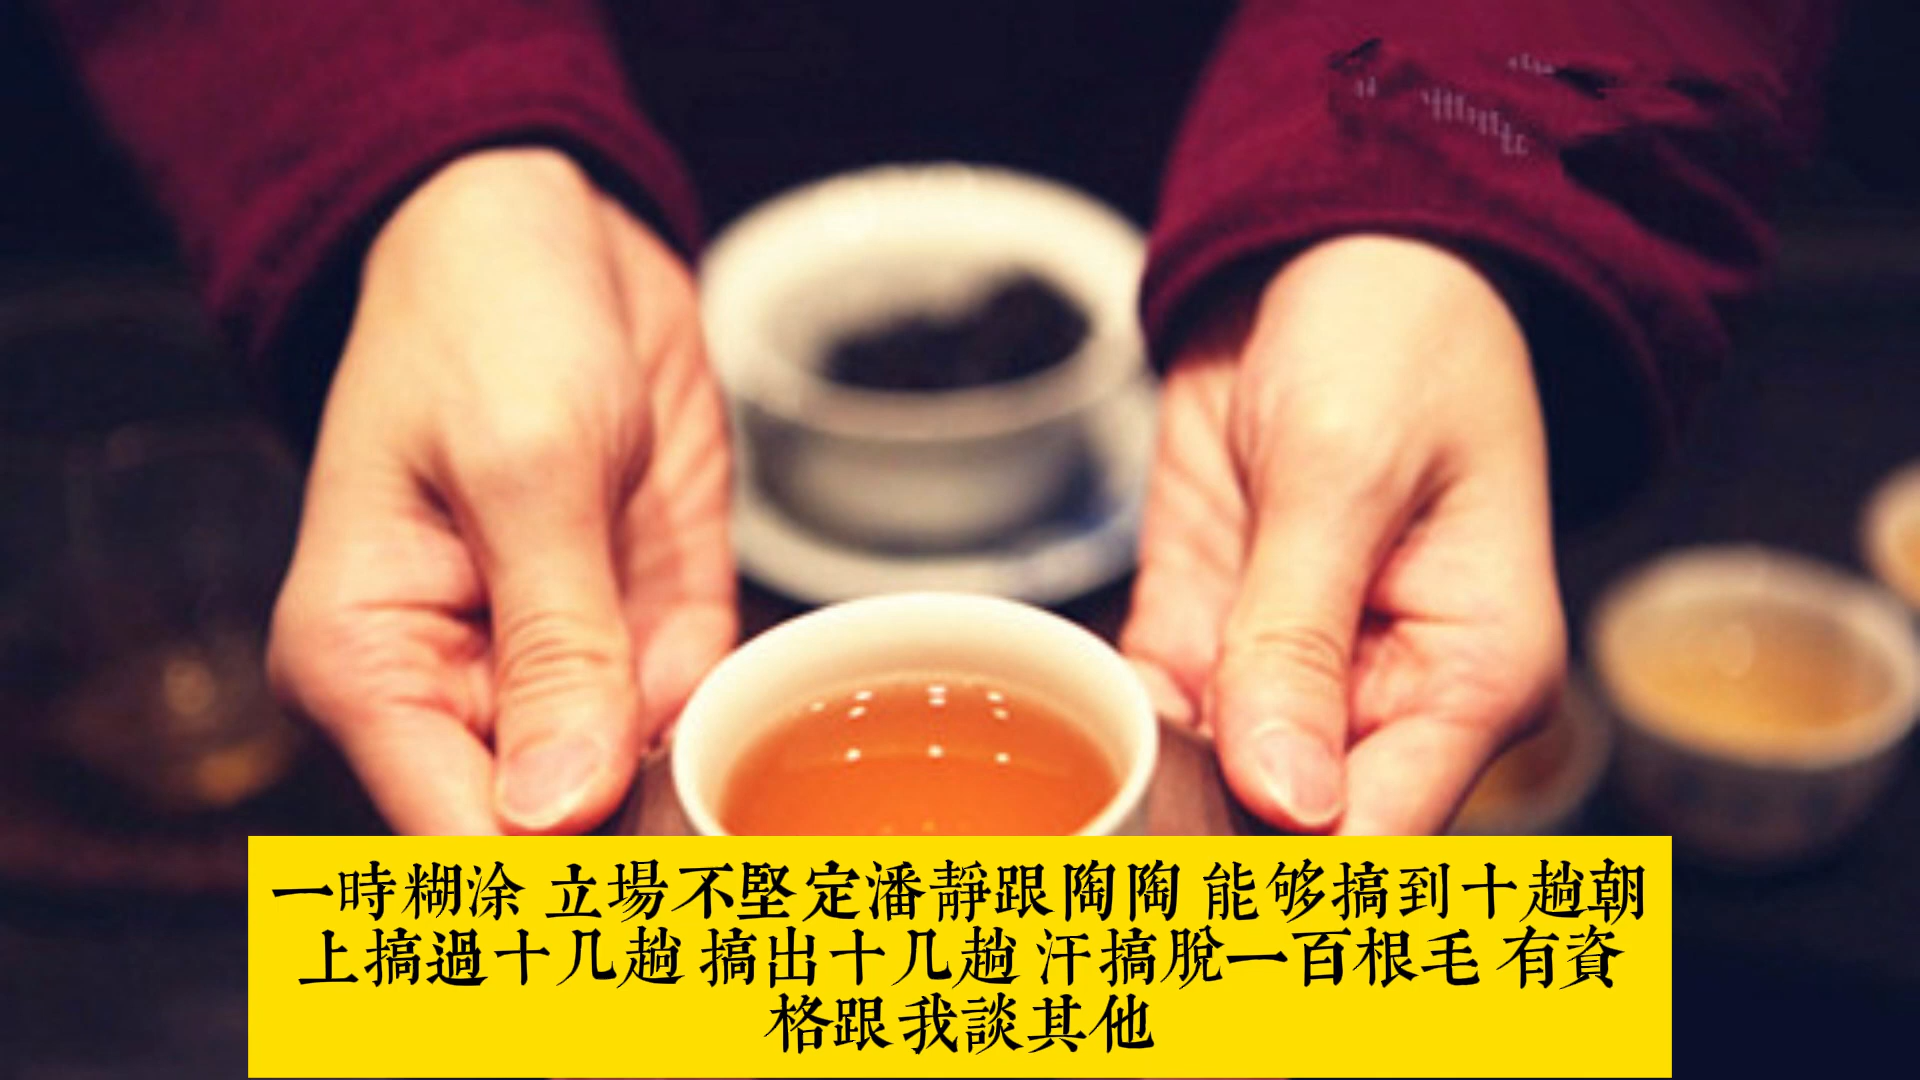 一時糊涂 立場不堅定潘靜跟陶陶 能够搞到十趟朝
上搞過十几趟 搞出十几趟 汗搞脫一百根毛 有資
格跟我談其他